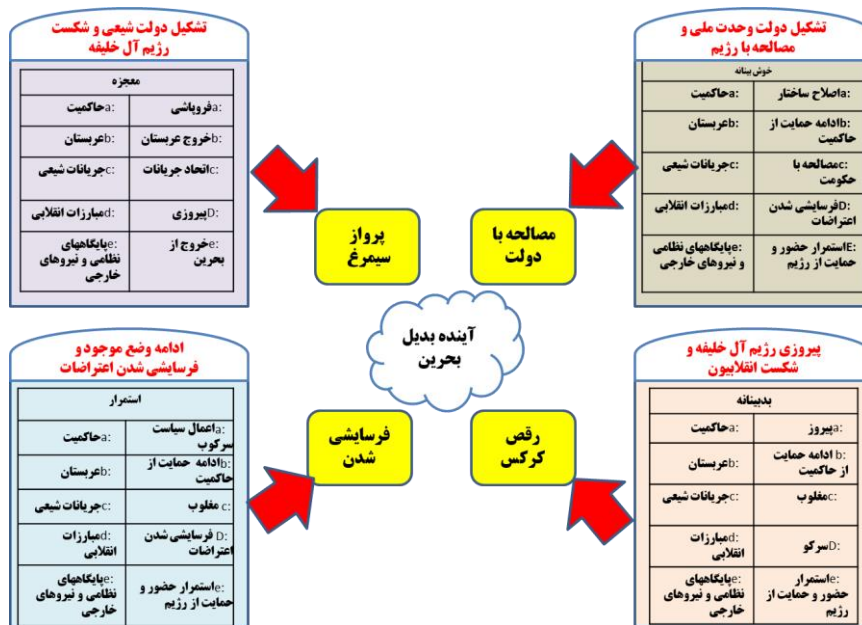 تشکیل دولت وحدت ملی و
مصالحه با رژیم
خوش بینانه
a:اصلاح ساختار
a:حاکمیت
b:ادامه حمایت از
حاکمیت
b:عربستان
c:مصالحه با
حکومت
c:جریانات شیعی
D:فرسایشی شدن
اعتراضات
d:مبارزات انقلابی
E:استمرار حضور و
حمایت از رژیم
e:پایگاههای نظامی
و نیروهای خارجی
تشکیل دولت شیعی و شکست
رژیم آل خلیفه
معجزه
a:فروپاشی
a:حاکمیت
b:خروج عربستان
b:عربستان
c:اتحاد جریانات
c:جریانات شیعی
D:پیروزی
d:مبارزات انقلابی
e:خروج از
بحرین
e:پایگاههای
نظامی و نیروهای
خارجی
مصالحه با
دولت
پرواز
سیمرغ
آینده بدیل
بحرین
رقص
کرکس
فرسایشی
شدن
پیروزی رژیم آل خلیفه و
شکست انقلابیون
بدبینانه
a:پیروز
a:حاکمیت
b: ادامه حمایت
از حاکمیت
b:عربستان
c:مغلوب
c:جریانات شیعی
D:سرکو
d:مبارزات
انقلابی
e:استمرار
حضور و حمایت از
رژیم
e:پایگاههای
نظامی و نیروهای
خارجی
ادامه وضع موجود و
فرسایشی شدن اعتراضات
استمرار
a:اعمال سیاست
سرکوب
a:حاکمیت
b:ادامه حمایت از
حاکمیت
b:عربستان
c: مغلوب
c:جریانات شیعی
D: فرسایشی شدن
اعتراضات
d:مبارزات
انقلابی
e:استمرار حضور و
حمایت از رژیم
e:پایگاههای
نظامی و نیروهای
خارجی